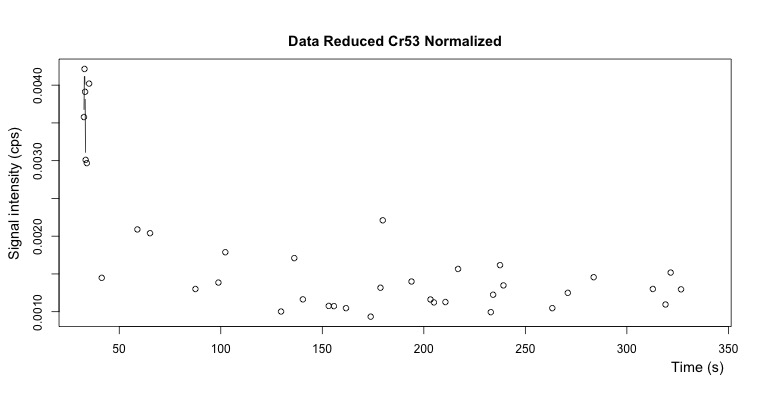 Data Reduced Cr53 Normalized
Signal intensity (cps)
0.0040
0.0030
0.0020
0.0010
50 100 150 200 250 300 350
Time (s)